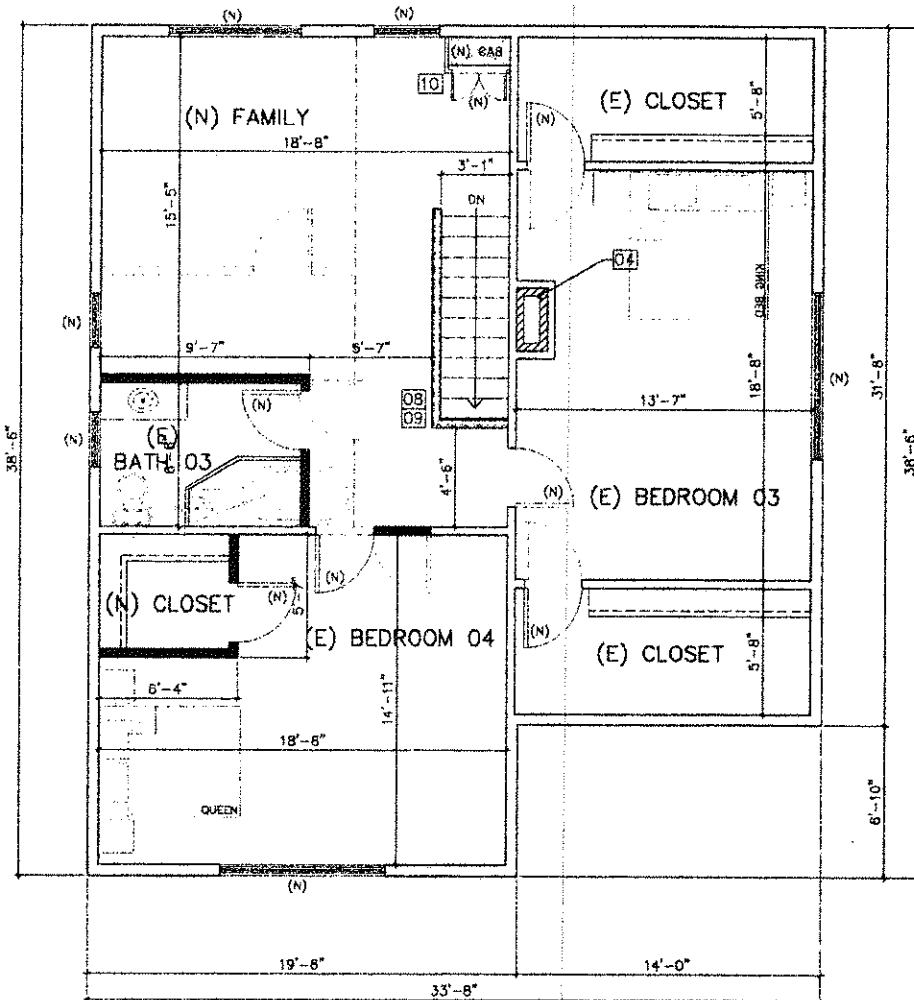 (N)
(N)
(N) CAB
10
(N)
(E) CLOSET
5'-8"
(N)
(N) FAMILY
18'-8"
3'-1"
DN
15'-5"
04
KING BED
18'-8"
(N)
9'-7"
5'-7"
13'-7"
(N)
31'-8"
38'-6"
38'-6"
(N)
08
09
(N)
(E)
BATH 03
4'-6"
(N)
(E) BEDROOM 03
(N)
(N) CLOSET
(N)
(N)
(E) BEDROOM 04
(E) CLOSET
5'-8"
6'-4"
14'-11"
18'-8"
QUEEN
6'-10"
(N)
19'-8"
14'-0"
33'-8"